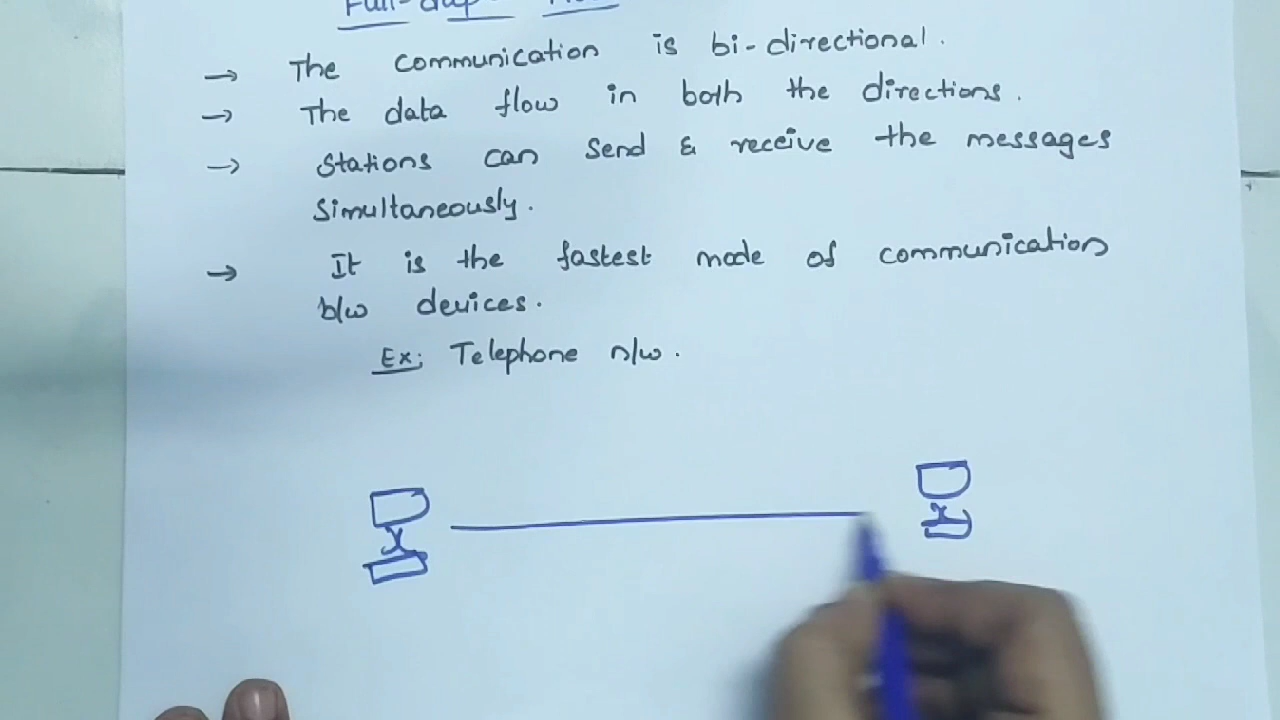 → The communication is bi-directional.
→ The data flow in both the directions.
→ Stations can send & receive the messages
simultaneously.
→ It is the fastest mode of communication
b/w devices.
Ex: Telephone n/w.